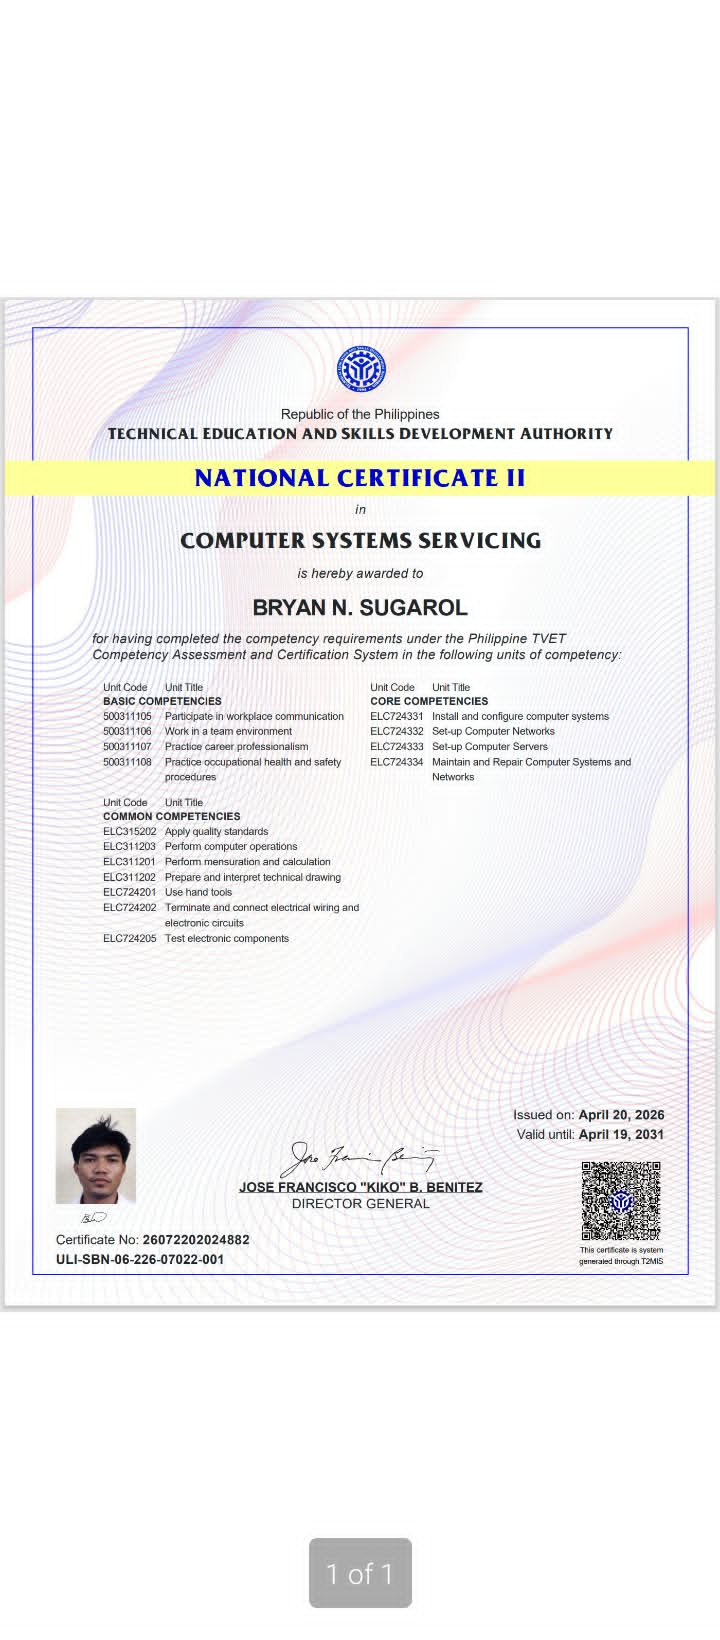 Republic of the Philippines
TECHNICAL EDUCATION AND SKILLS DEVELOPMENT AUTHORITY
NATIONAL CERTIFICATE II
in
COMPUTER SYSTEMS SERVICING
is hereby awarded to
BRYAN N. SUGAROL
for having completed the competency requirements under the Philippine TVET
Competency Assessment and Certification System in the following units of competency:
Unit Code Unit Title
BASIC COMPETENCIES
500311105 Participate in workplace communication
500311106 Work in a team environment
500311107 Practice career professionalism
500311108 Practice occupational health and safety
procedures
Unit Code Unit Title
CORE COMPETENCIES
ELC724331 Install and configure computer systems
ELC724332 Set-up Computer Networks
ELC724333 Set-up Computer Servers
ELC724334 Maintain and Repair Computer Systems and
Networks
Unit Code Unit Title
COMMON COMPETENCIES
ELC315202 Apply quality standards
ELC311203 Perform computer operations
ELC311201 Perform mensuration and calculation
ELC311202 Prepare and interpret technical drawing
ELC724201 Use hand tools
ELC724202 Terminate and connect electrical wiring and
electronic circuits
ELC724205 Test electronic components
Issued on: April 20, 2026
Valid until: April 19, 2031
JOSE FRANCISCO "KIKO" B. BENITEZ
DIRECTOR GENERAL
Certificate No: 26072202024882
ULI-SBN-06-226-07022-001
This certificate is system
generated through T2MIS
1 of 1